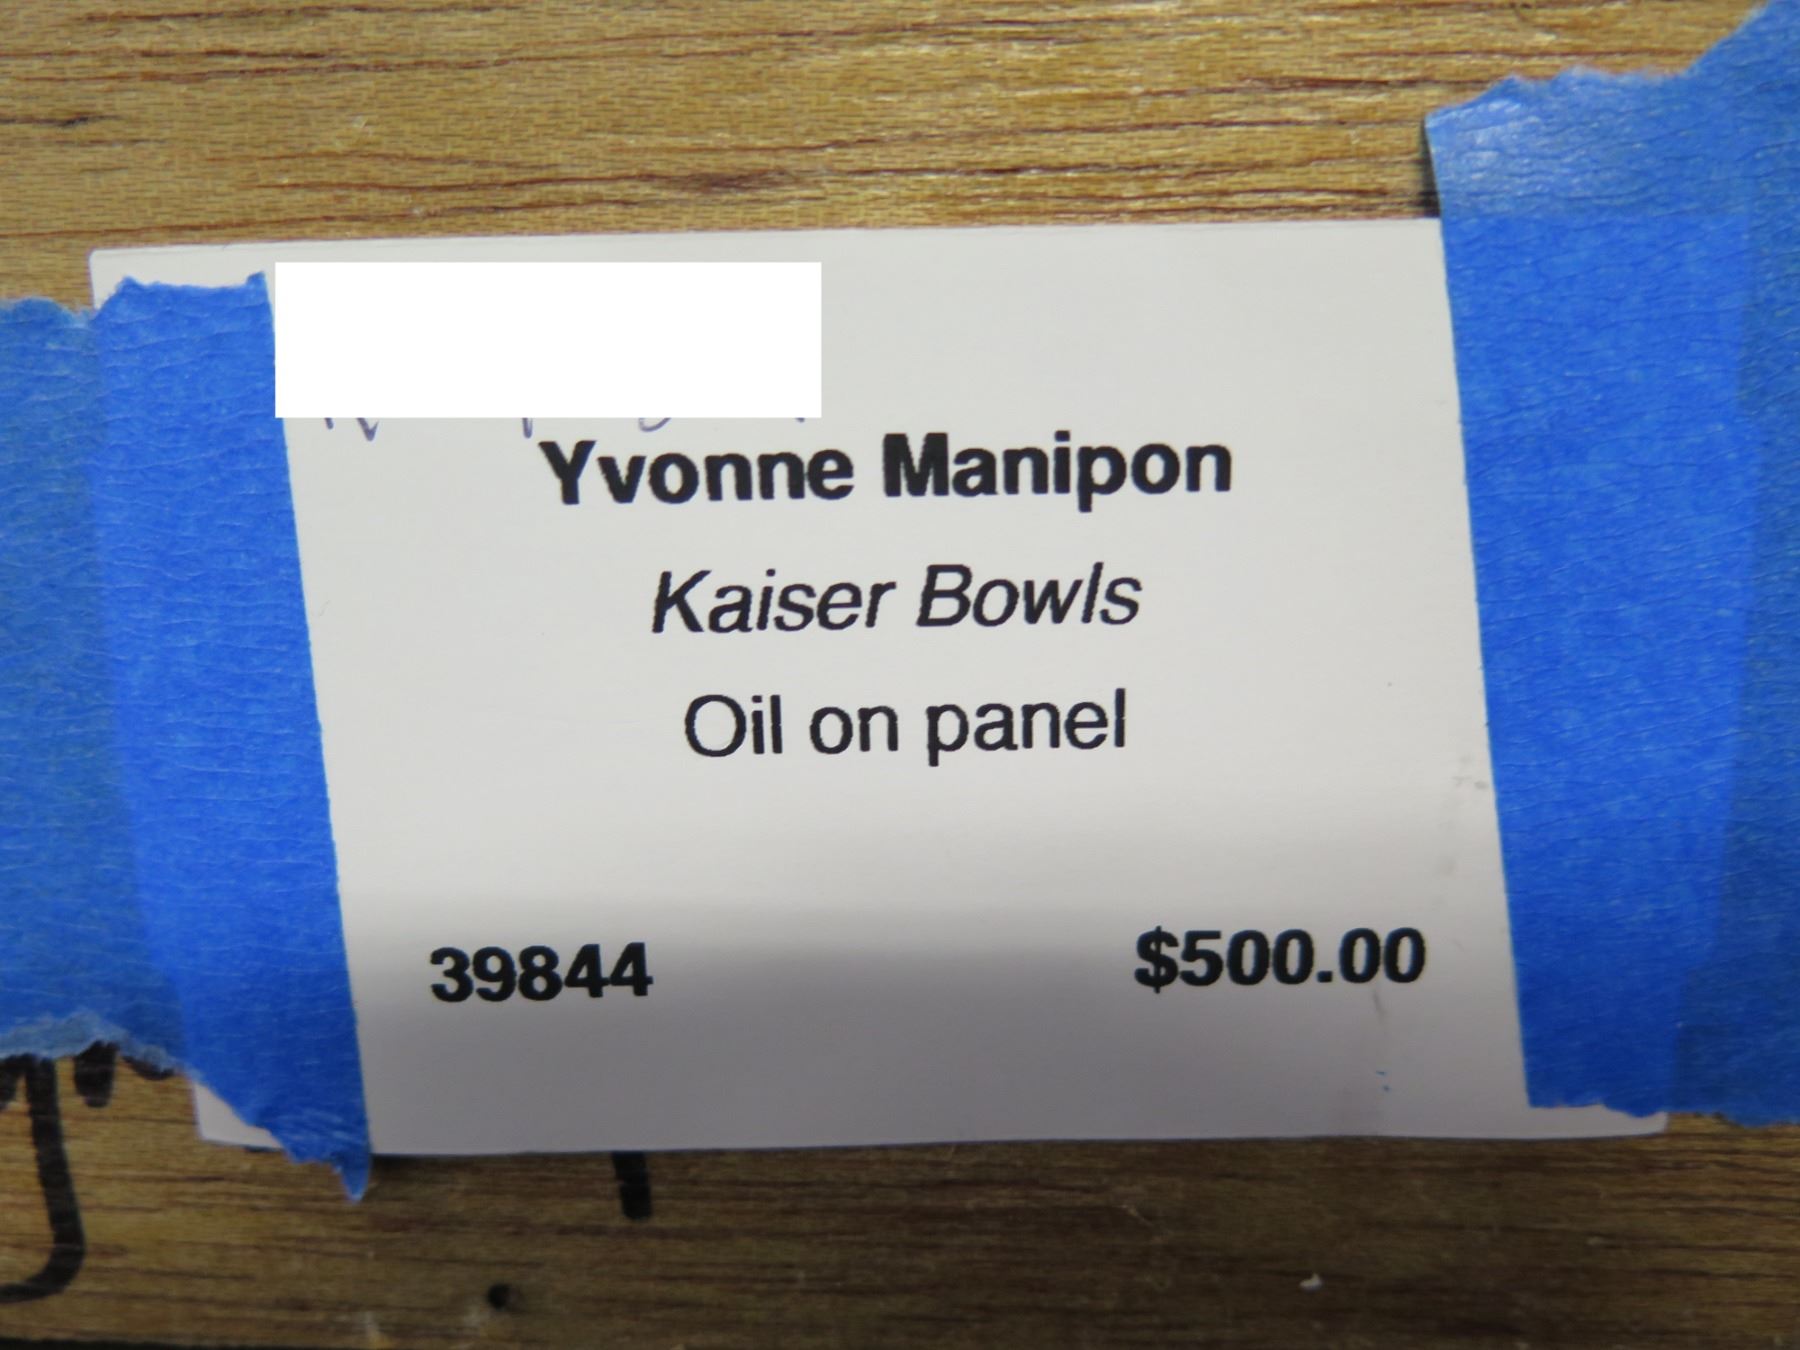 Yvonne Manipon
Kaiser Bowls
Oil on panel
39844 $500.00